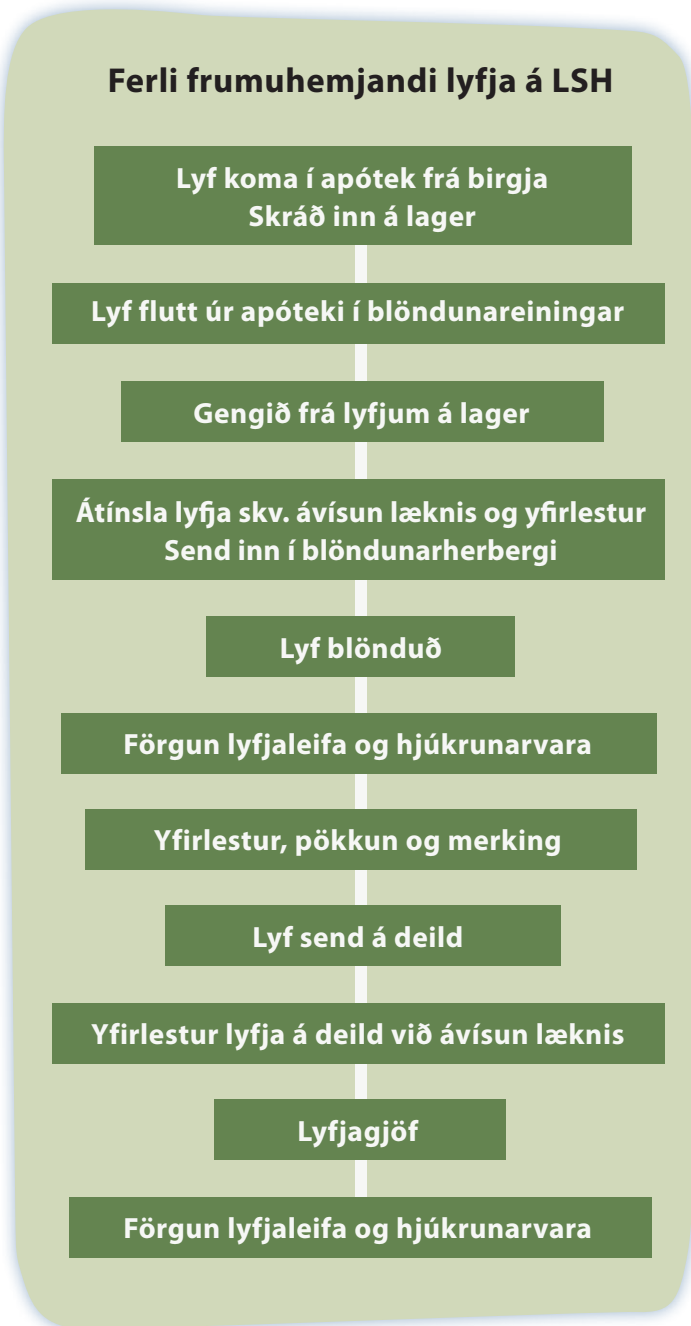 Ferli frumuhemjandi lyfja á LSH
Lyf koma í apótek frá birgja
Skráð inn á lager
Lyf flutt úr apóteki í blöndunareiningar
Gengið frá lyfjum á lager
Átínsla lyfja skv. ávísun læknis og yfirlestur
Send inn í blöndunarherbergi
Lyf blönduð
Förgun lyfjaleifa og hjúkrunarvara
Yfirlestur, pökkun og merking
Lyf send á deild
Yfirlestur lyfja á deild við ávísun læknis
Lyfjagjöf
Förgun lyfjaleifa og hjúkrunarvara